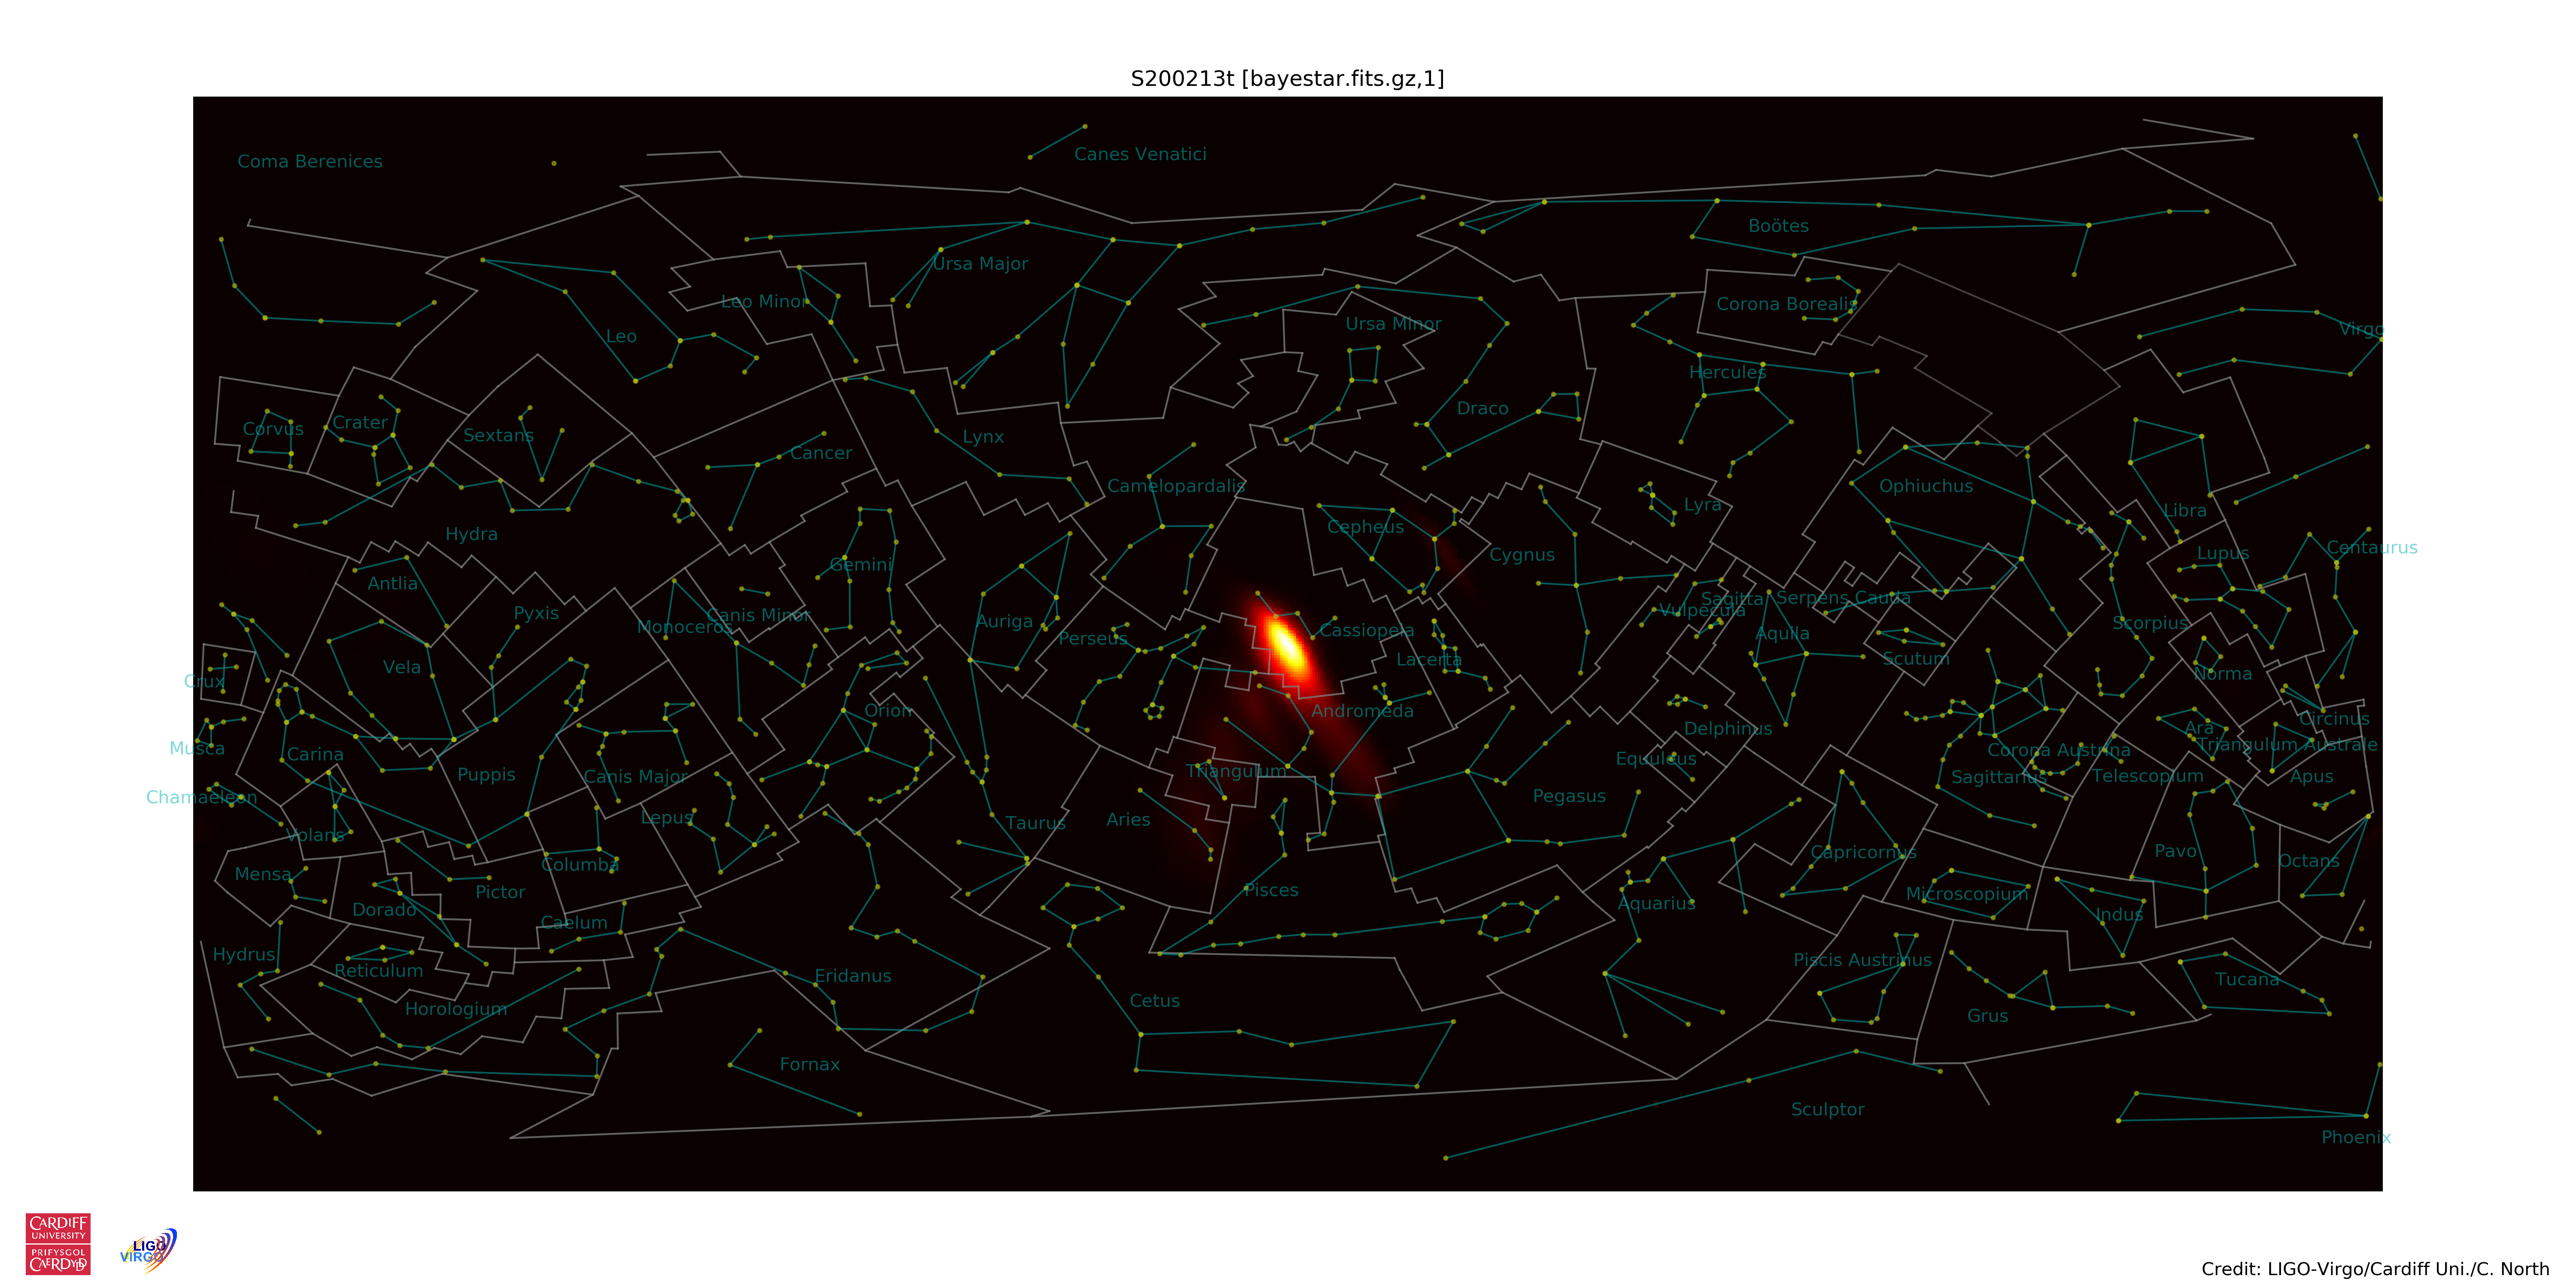 S200213t [bayestar.fits.gz,1]
Coma Berenices
Canes Venatici
Boötes
Ursa Major
Leo Minor
Corona Borealis
Ursa Minor
Virgo
Leo
Hercules
Draco
Corvus
Crater
Sextans
Lynx
Cancer
Camelopardalis
Ophiuchus
Lyra
Libra
Hydra
Cepheus
Cygnus
Lupus
Centaurus
Antlia
Gemini
Pyxis
Canis Minor
Monoceros
Auriga
Perseus
Cassiopeia
Sagitta
Serpens Cauda
Vulpecula
Aquila
Scorpius
Vela
Lacerta
Scutum
Norma
Crux
Orion
Andromeda
Circinus
Musca
Carina
Delphinus
Ara
Triangulum Australe
Corona Austrina
Equuleus
Puppis
Canis Major
Triangulum
Sagittarius
Telescopium
Apus
Chamaeleon
Pegasus
Volans
Lepus
Taurus
Aries
Capricornus
Pavo
Octans
Columba
Mensa
Pictor
Pisces
Microscopium
Dorado
Aquarius
Indus
Caelum
Hydrus
Reticulum
Eridanus
Piscis Austrinus
Tucana
Horologium
Cetus
Grus
Fornax
Sculptor
Phoenix
CARDIFF
UNIVERSITY
PRIFYSGOL
CAERDYDD
LIGO
VIRGO
Credit: LIGO-Virgo/Cardiff Uni./C. North